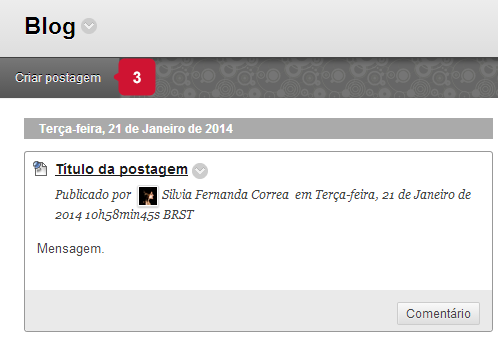 Blog
Criar postagem
3
Terça-feira, 21 de Janeiro de 2014
Título da postagem
Publicado por Silvia Fernanda Correa em Terça-feira, 21 de Janeiro de
2014 10h58min45s BRST
Mensagem.
Comentário